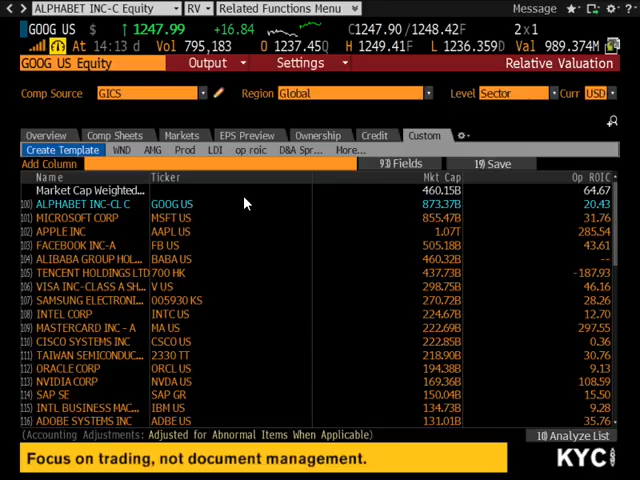 ALPHABET INC-C Equity RV Related Functions Menu Message
GOOG US $ ↑ 1247.99 +16.84 C1247.90 / 1248.42F 2×1
At 14:13 d Vol 795,183 O 1237.45Q H 1249.41F L 1236.359D Val 989.374M
GOOG US Equity Output Settings Relative Valuation
Comp Source GICS Region Global Level Sector Curr USD
Overview Comp Sheets Markets EPS Preview Ownership Credit Custom
Create Template WND AMG Prod LDI op roic D&A Spr... More...
Add Column 93) Fields 19) Save
Name Ticker Mkt Cap Op ROIC
Market Cap Weighted... 460.15B 64.67
100) ALPHABET INC-CL C GOOG US 873.37B 20.43
101) MICROSOFT CORP MSFT US 855.47B 31.76
102) APPLE INC AAPL US 1.07T 285.54
103) FACEBOOK INC-A FB US 505.18B 43.61
104) ALIBABA GROUP HOL... BABA US 460.32B --
105) TENCENT HOLDINGS LTD 700 HK 437.73B -187.93
106) VISA INC-CLASS A SH... V US 298.75B 46.16
107) SAMSUNG ELECTRONI... 005930 KS 270.72B 28.26
108) INTEL CORP INTC US 224.67B 12.70
109) MASTERCARD INC - A MA US 222.69B 297.55
110) CISCO SYSTEMS INC CSCO US 222.85B 0.36
111) TAIWAN SEMICONDUC... 2330 TT 218.90B 30.76
112) ORACLE CORP ORCL US 194.38B 9.13
113) NVIDIA CORP NVDA US 169.36B 108.59
114) SAP SE SAP GR 150.04B 15.50
115) INTL BUSINESS MAC... IBM US 134.73B 9.28
116) ADOBE SYSTEMS INC ADBE US 131.01B 35.76
(Accounting Adjustments: Adjusted for Abnormal Items When Applicable)
10) Analyze List
Focus on trading, not document management.
KYC